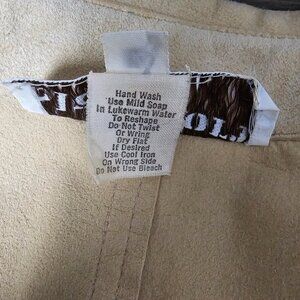 Hand Wash
Use Mild Soap
In Lukewarm Water
To Reshape
Do Not Twist
Or Wring
Dry Flat
If Desired
Use Cool Iron
On Wrong Side
Do Not Use Bleach